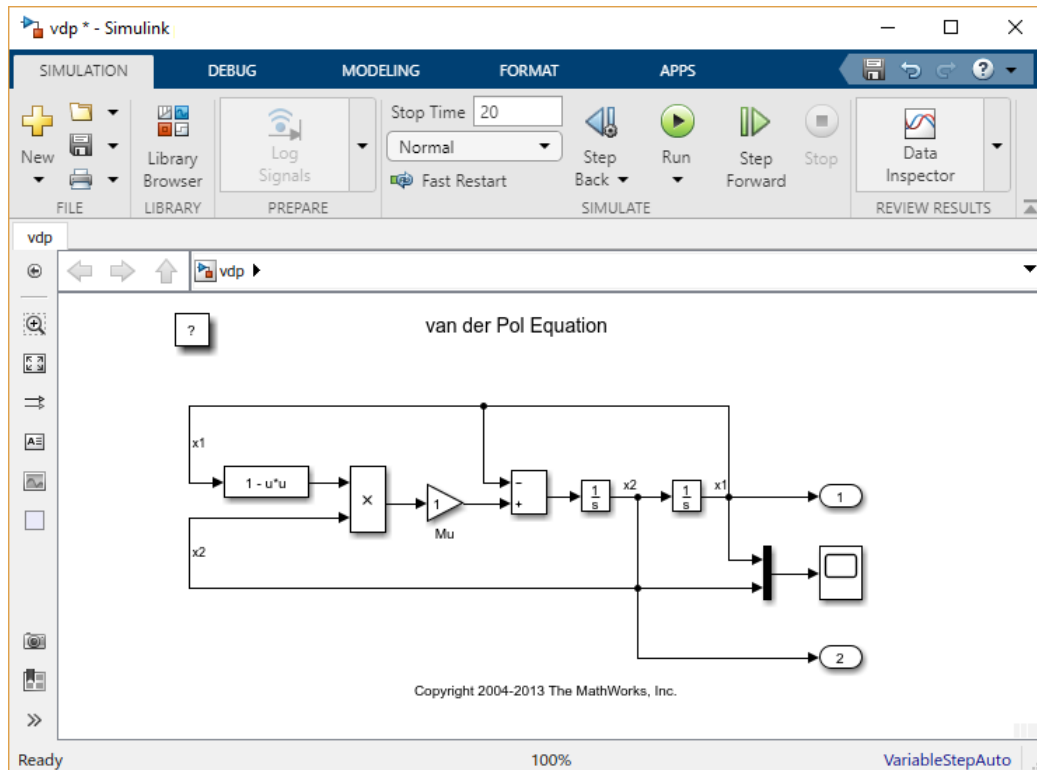 vdp * - Simulink
SIMULATION DEBUG MODELING FORMAT APPS ?
Stop Time 20
Normal
Fast Restart
New
Library
Browser
Log
Signals
Step
Back
Run
Step
Forward
Stop
Data
Inspector
FILE LIBRARY PREPARE SIMULATE REVIEW RESULTS
vdp
vdp
? van der Pol Equation
x1
1 - u*u
×
1
Mu
−
+
1
s
x2
1
s
x1
1
x2
2
Copyright 2004-2013 The MathWorks, Inc.
A
Ready 100% VariableStepAuto